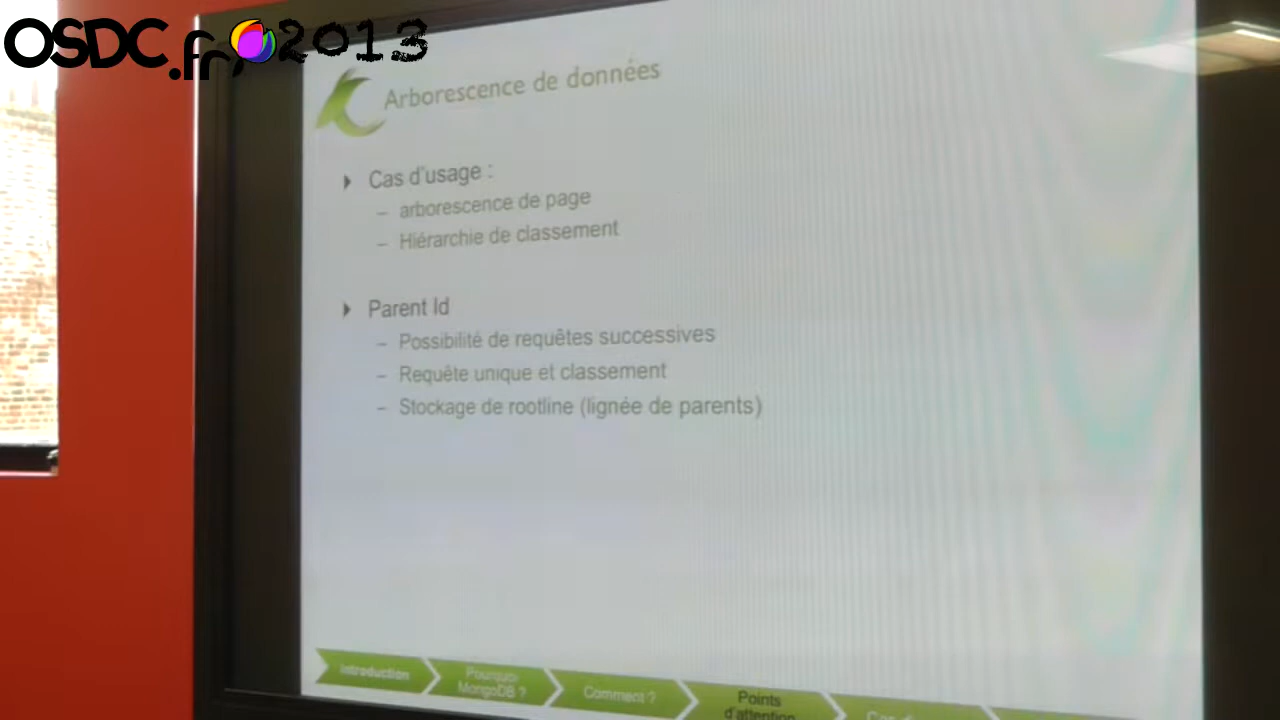 OSDC.fr 2013
Arborescence de données
Cas d'usage :
– arborescence de page
– Hiérarchie de classement
Parent Id
– Possibilité de requêtes successives
– Requête unique et classement
– Stockage de rootline (lignée de parents)
Introduction
Pourquoi
MongoDB ?
Comment ?
Points
d'attention